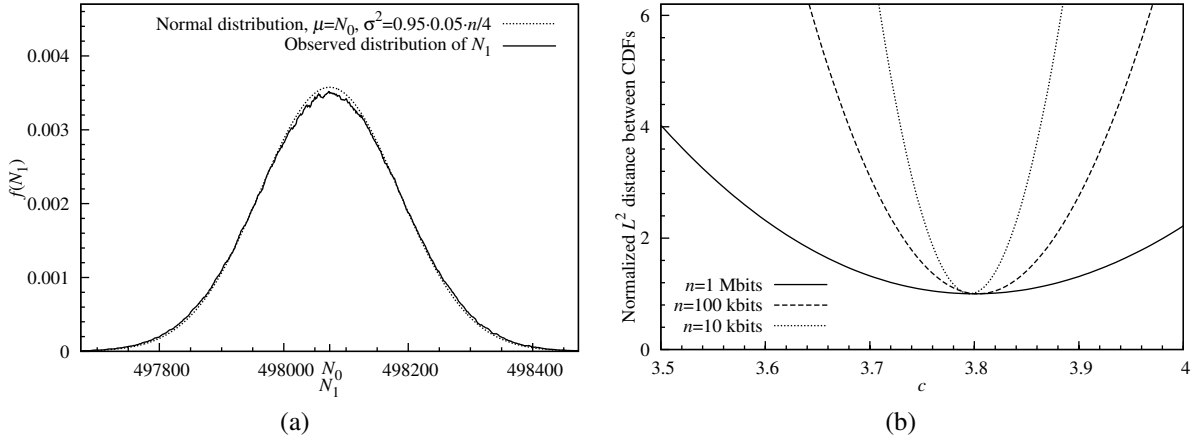 Normal distribution, μ=N₀, σ²=0.95·0.05·n/4
Observed distribution of N₁
0.004
0.003
0.002
0.001
0
f(N₁)
497800 498000 N₀ 498200 498400
N₁
(a)
Normalized L² distance between CDFs
6
4
2
0
n=1 Mbits
n=100 kbits
n=10 kbits
3.5 3.6 3.7 3.8 3.9 4
c
(b)